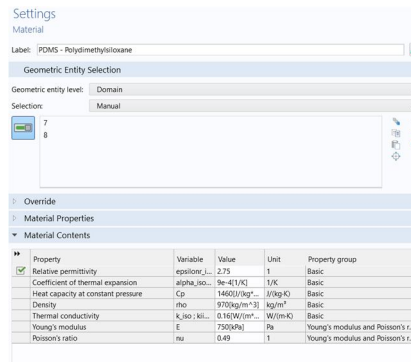 Settings
Material
Label: PDMS - Polydimethylsiloxane
Geometric Entity Selection
Geometric entity level: Domain
Selection: Manual
7
8
Override
Material Properties
Material Contents
Property Variable Value Unit Property group
Relative permittivity epsilonr_i... 2.75 1 Basic
Coefficient of thermal expansion alpha_iso... 9e-4[1/K] 1/K Basic
Heat capacity at constant pressure Cp 1460[J/(kg*... J/(kg·K) Basic
Density rho 970[kg/m^3] kg/m³ Basic
Thermal conductivity k_iso ; kii... 0.16[W/(m*... W/(m·K) Basic
Young's modulus E 750[kPa] Pa Young's modulus and Poisson's r...
Poisson's ratio nu 0.49 1 Young's modulus and Poisson's r...